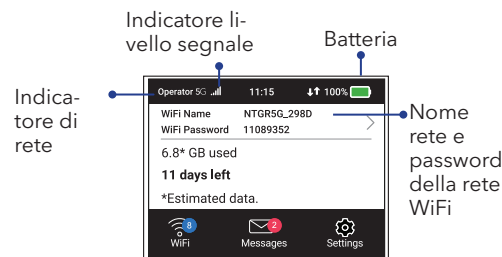 Indicatore li-
vello segnale
Batteria
Indica-
tore di
rete
Operator 5G 11:15 100%
WiFi Name NTGR5G_298D
WiFi Password 11089352
6.8* GB used
11 days left
*Estimated data.
8
2
WiFi Messages Settings
Nome
rete e
password
della rete
WiFi